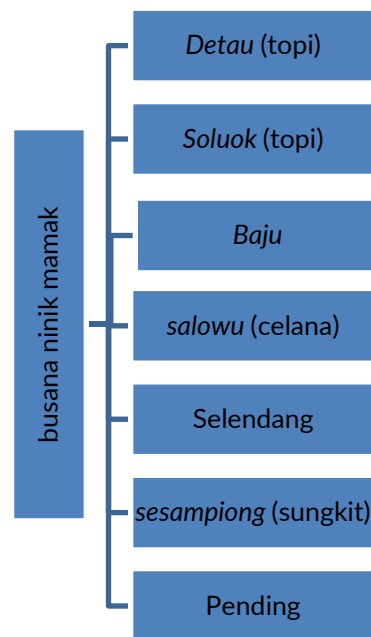 busana ninik mamak
Detau (topi)
Soluok (topi)
Baju
salowu (celana)
Selendang
sesampiong (sungkit)
Pending